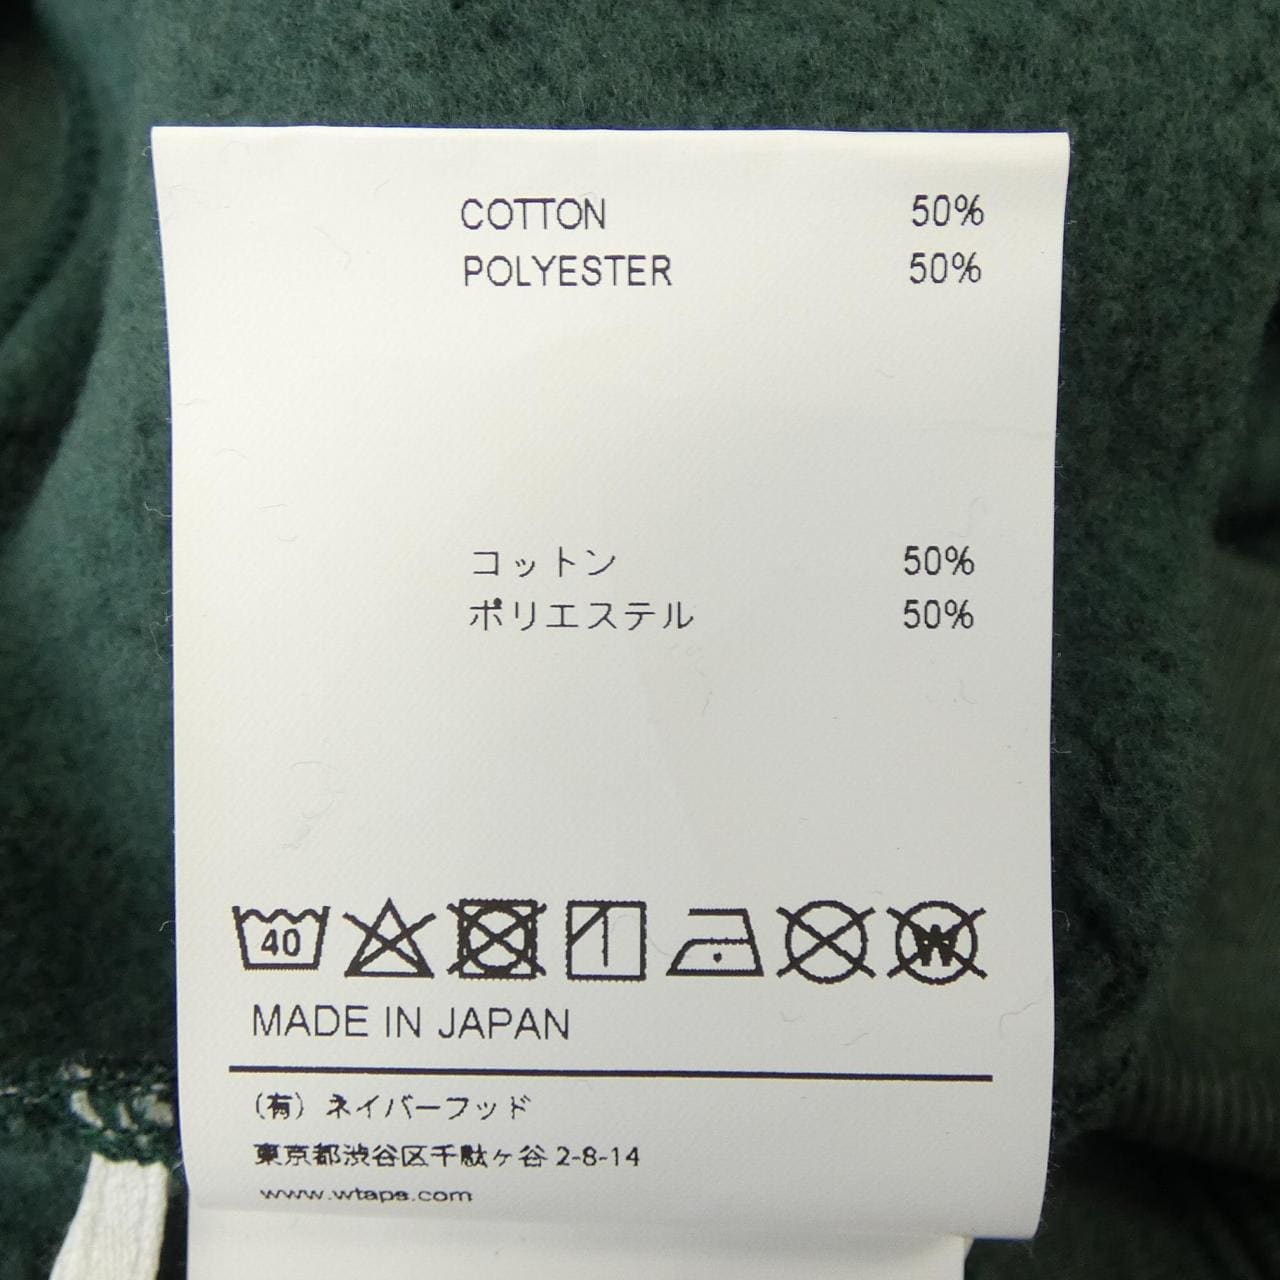 COTTON 50%
POLYESTER 50%
コットン 50%
ポリエステル 50%
40
W
MADE IN JAPAN
(有) ネイバーフッド
東京都渋谷区千駄ヶ谷 2-8-14
www.wtaps.com